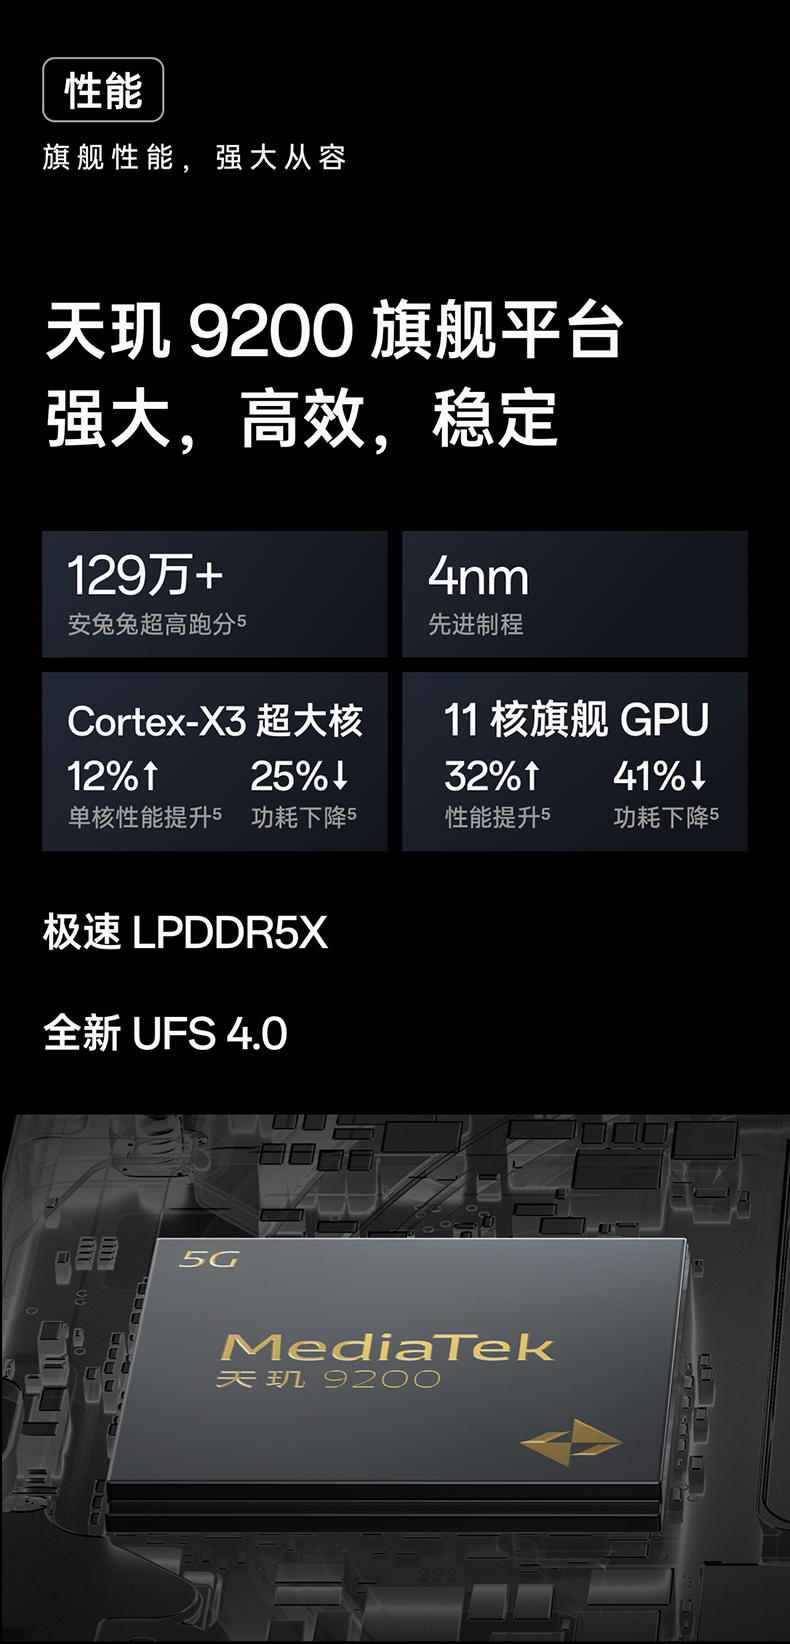 性能
旗舰性能，强大从容
天玑 9200 旗舰平台
强大，高效，稳定
129万+
安兔兔超高跑分5
4nm
先进制程
Cortex-X3 超大核
12%↑ 25%↓
单核性能提升5 功耗下降5
11 核旗舰 GPU
32%↑ 41%↓
性能提升5 功耗下降5
极速 LPDDR5X
全新 UFS 4.0
5G
MediaTek
天玑 9200